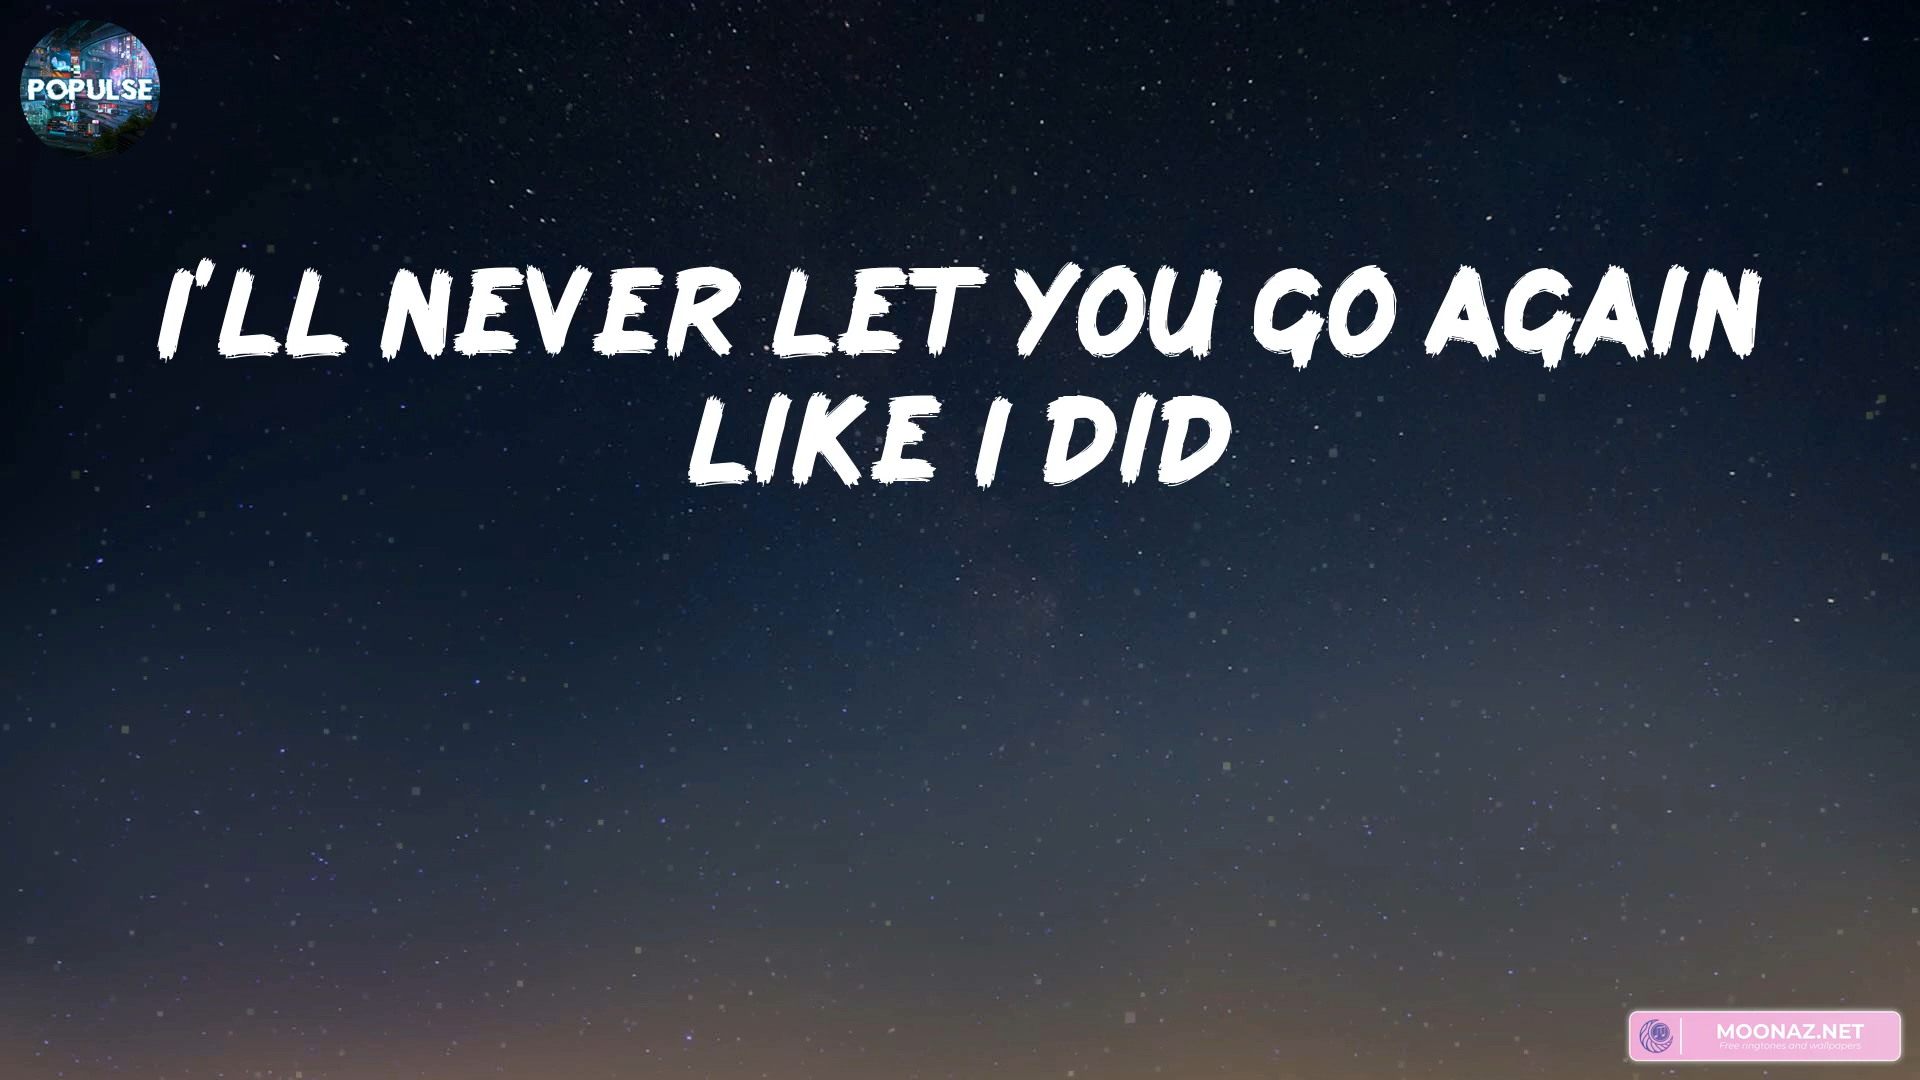 POPULSE
I'LL NEVER LET YOU GO AGAIN
LIKE I DID
MOONAZ.NET
Free ringtones and wallpapers